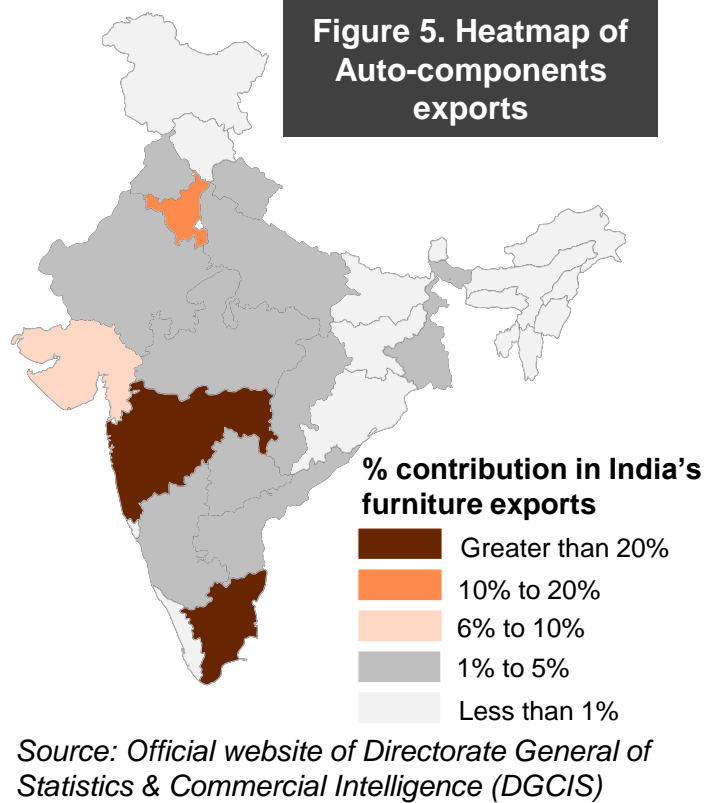 Figure 5. Heatmap of
Auto-components
exports
% contribution in India's
furniture exports
Greater than 20%
10% to 20%
6% to 10%
1% to 5%
Less than 1%
Source: Official website of Directorate General of
Statistics & Commercial Intelligence (DGCIS)